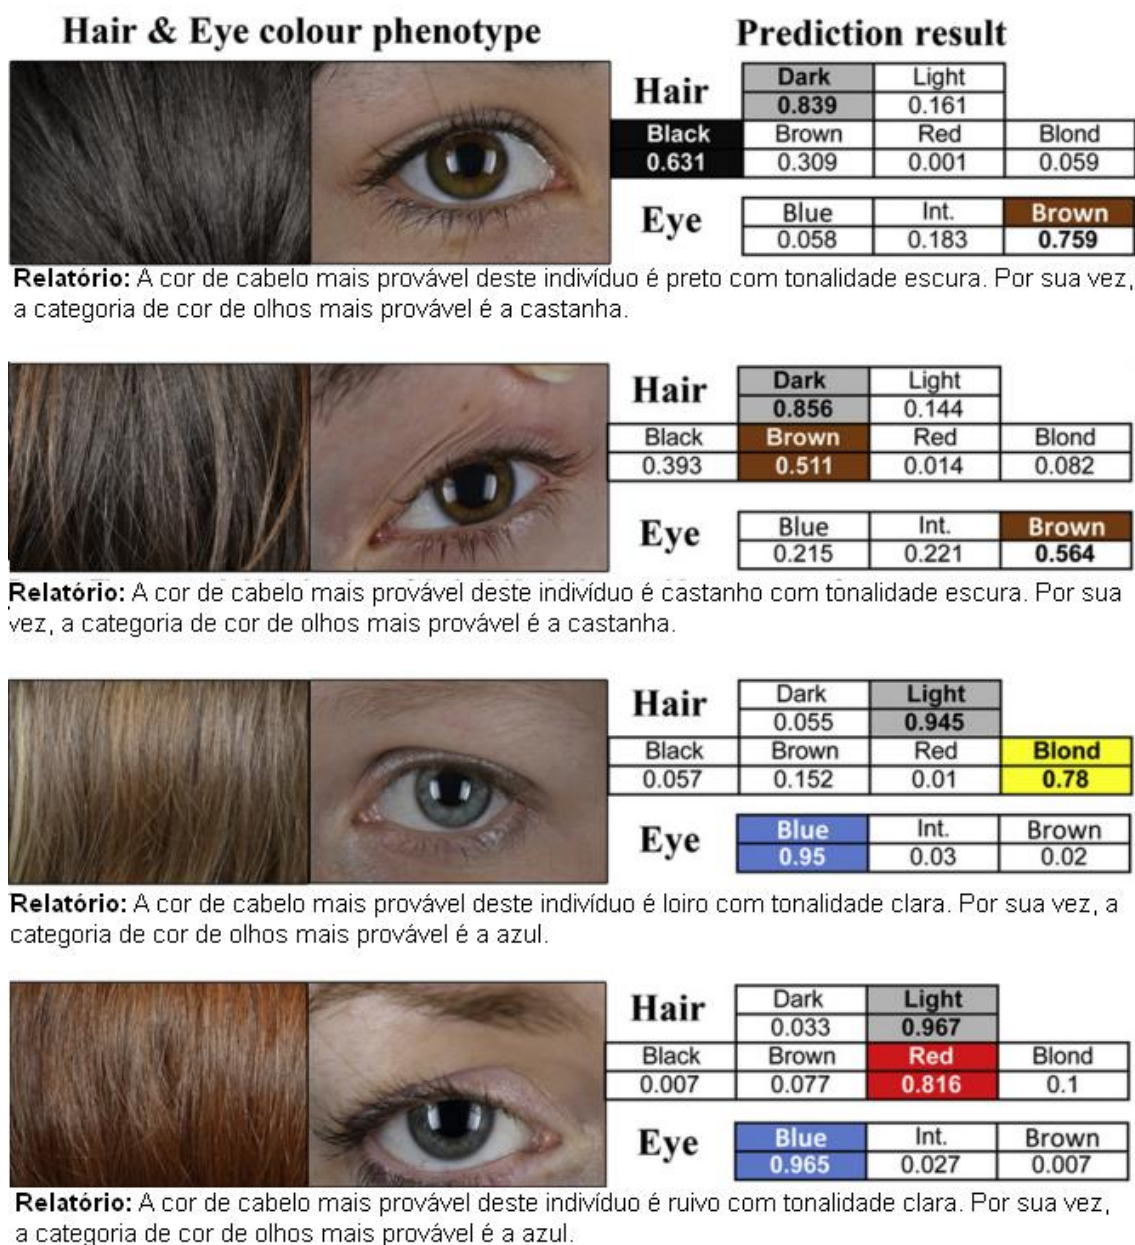 Hair & Eye colour phenotype Prediction result
Hair Dark Light
0.839 0.161
Black Brown Red Blond
0.631 0.309 0.001 0.059
Eye Blue Int. Brown
0.058 0.183 0.759
Relatório: A cor de cabelo mais provável deste indivíduo é preto com tonalidade escura. Por sua vez,
a categoria de cor de olhos mais provável é a castanha.
Hair Dark Light
0.856 0.144
Black Brown Red Blond
0.393 0.511 0.014 0.082
Eye Blue Int. Brown
0.215 0.221 0.564
Relatório: A cor de cabelo mais provável deste indivíduo é castanho com tonalidade escura. Por sua
vez, a categoria de cor de olhos mais provável é a castanha.
Hair Dark Light
0.055 0.945
Black Brown Red Blond
0.057 0.152 0.01 0.78
Eye Blue Int. Brown
0.95 0.03 0.02
Relatório: A cor de cabelo mais provável deste indivíduo é loiro com tonalidade clara. Por sua vez, a
categoria de cor de olhos mais provável é a azul.
Hair Dark Light
0.033 0.967
Black Brown Red Blond
0.007 0.077 0.816 0.1
Eye Blue Int. Brown
0.965 0.027 0.007
Relatório: A cor de cabelo mais provável deste indivíduo é ruivo com tonalidade clara. Por sua vez,
a categoria de cor de olhos mais provável é a azul.